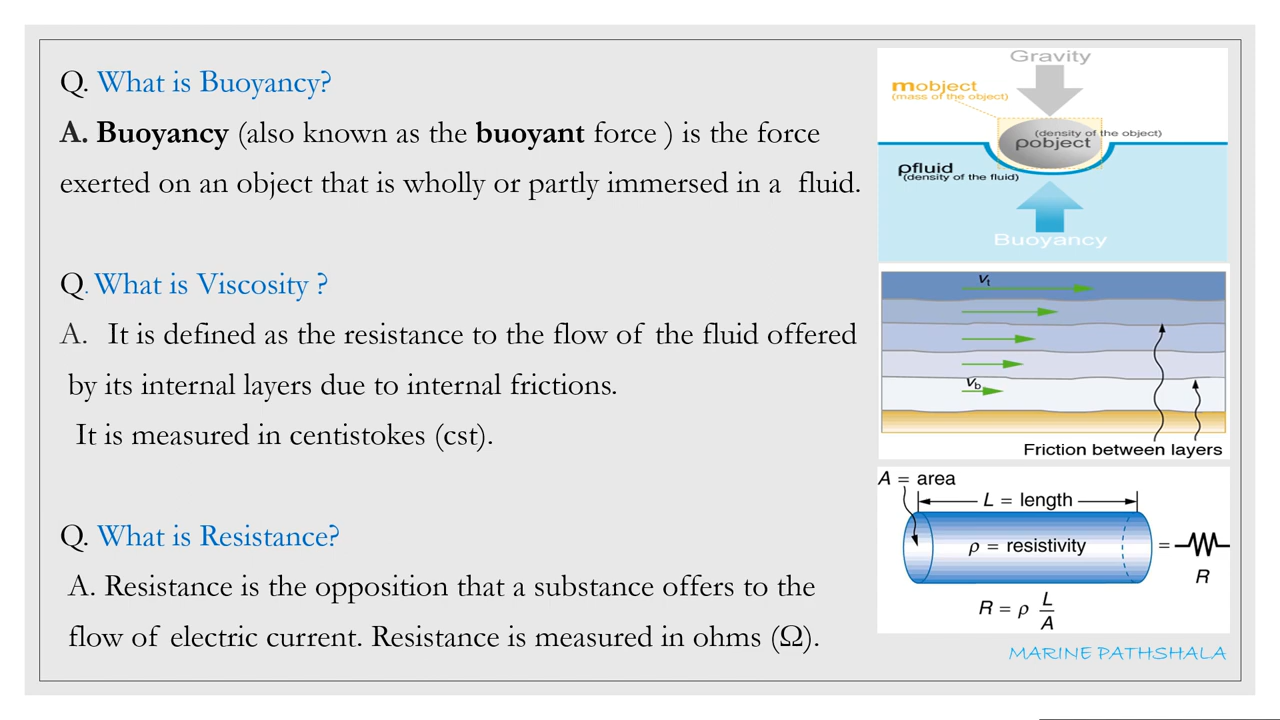 Q. What is Buoyancy?
A. Buoyancy (also known as the buoyant force ) is the force
exerted on an object that is wholly or partly immersed in a fluid.
Q. What is Viscosity ?
A. It is defined as the resistance to the flow of the fluid offered
by its internal layers due to internal frictions.
It is measured in centistokes (cst).
Q. What is Resistance?
A. Resistance is the opposition that a substance offers to the
flow of electric current. Resistance is measured in ohms (Ω).
Gravity
mobject
(mass of the object)
(density of the object)
ρobject
ρfluid
(density of the fluid)
Buoyancy
vt
vb
Friction between layers
A = area
L = length
ρ = resistivity
=
R
R = ρ L/A
MARINE PATHSHALA